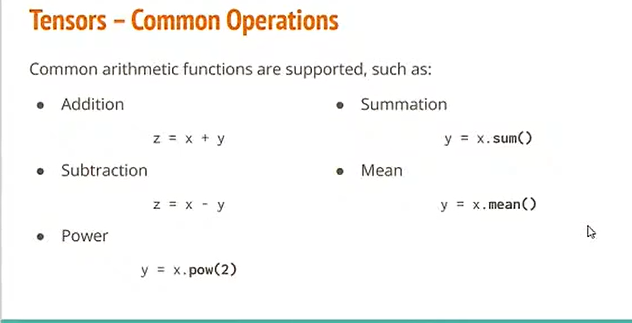 Tensors – Common Operations
Common arithmetic functions are supported, such as:
• Addition
z = x + y
• Subtraction
z = x - y
• Power
y = x.pow(2)
• Summation
y = x.sum()
• Mean
y = x.mean()